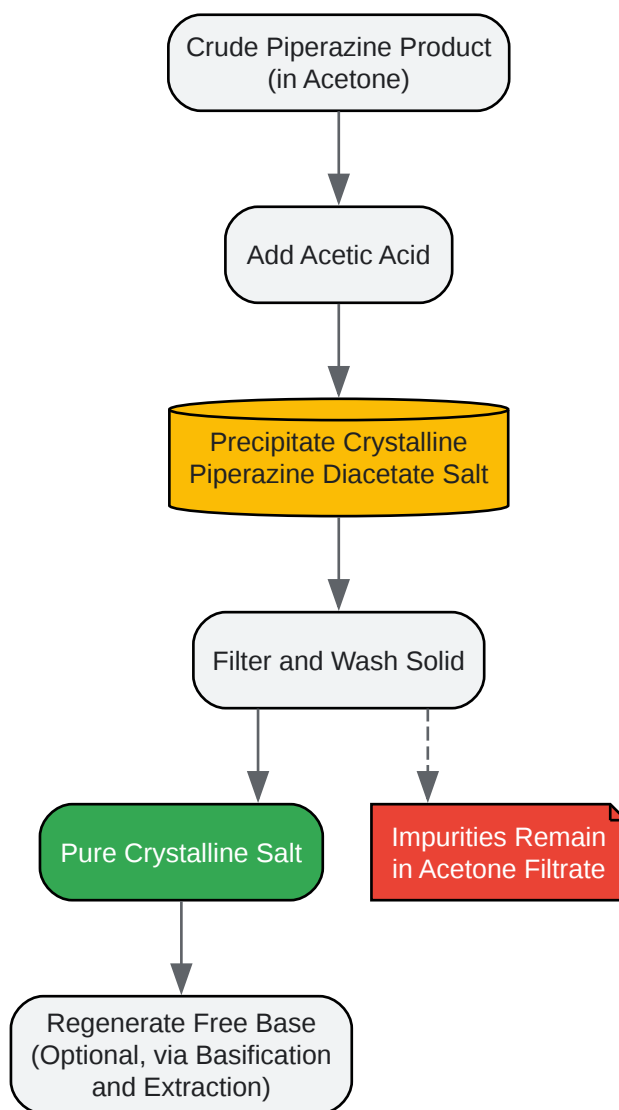 Crude Piperazine Product
(in Acetone)
Add Acetic Acid
Precipitate Crystalline
Piperazine Diacetate Salt
Filter and Wash Solid
Pure Crystalline Salt
Impurities Remain
in Acetone Filtrate
Regenerate Free Base
(Optional, via Basification
and Extraction)